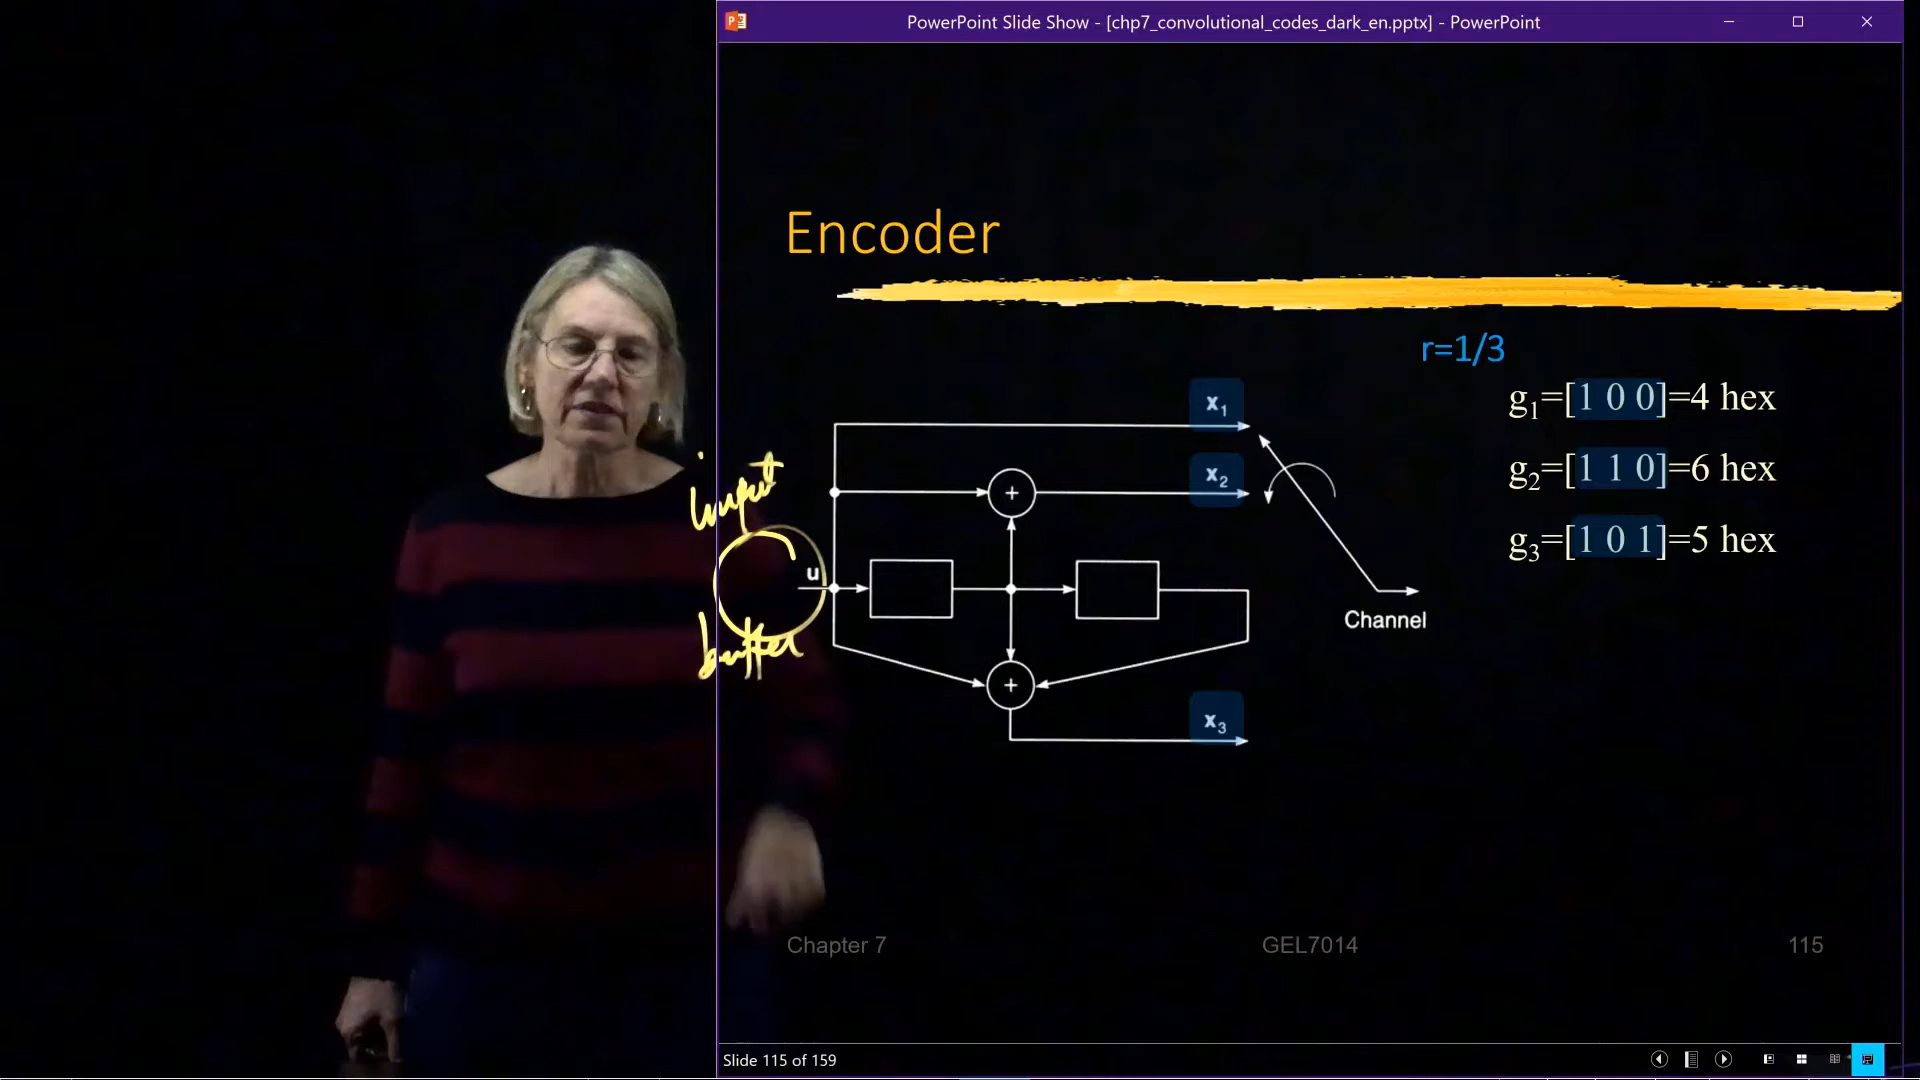 PowerPoint Slide Show - [chp7_convolutional_codes_dark_en.pptx] - PowerPoint
Encoder
r=1/3
g1=[1 0 0]=4 hex
g2=[1 1 0]=6 hex
g3=[1 0 1]=5 hex
x1
x2
+
input
u
buffer
Channel
+
x3
Chapter 7
GEL7014
115
Slide 115 of 159